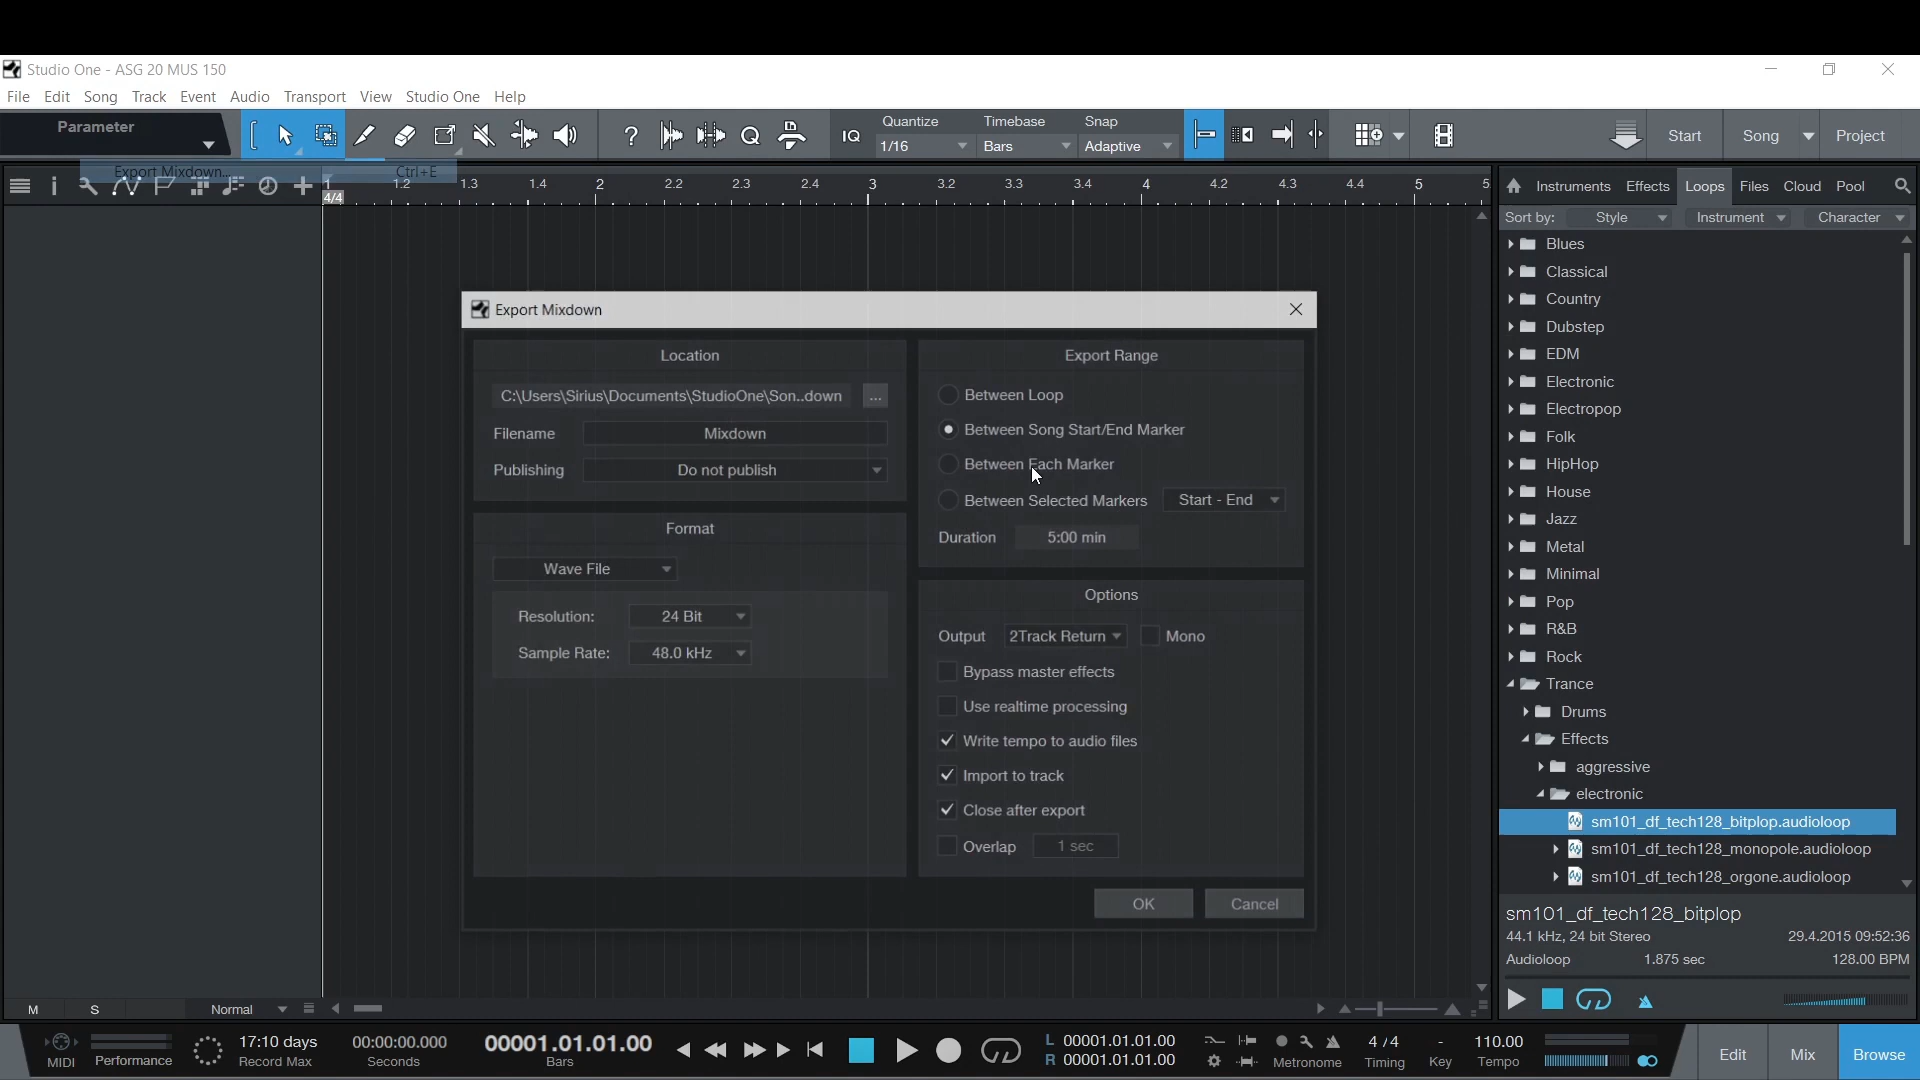 Studio One - ASG 20 MUS 150
File Edit Song Track Event Audio Transport View Studio One Help
Parameter
IQ
Quantize
1/16
Timebase
Bars
Snap
Adaptive
Start
Song
Project
Export Mixdown... Ctrl+E
1 1.2 1.3 1.4 2 2.2 2.3 2.4 3 3.2 3.3 3.4 4 4.2 4.3 4.4 5 5
4/4
Instruments Effects Loops Files Cloud Pool
Sort by: Style Instrument Character
Blues
Classical
Country
Dubstep
EDM
Electronic
Electropop
Folk
HipHop
House
Jazz
Metal
Minimal
Pop
R&B
Rock
Trance
Drums
Effects
aggressive
electronic
sm101_df_tech128_bitplop.audioloop
sm101_df_tech128_monopole.audioloop
sm101_df_tech128_orgone.audioloop
sm101_df_tech128_bitplop
44.1 kHz, 24 bit Stereo 29.4.2015 09:52:36
Audioloop 1.875 sec 128.00 BPM
Export Mixdown
Location
C:\Users\Sirius\Documents\StudioOne\Son..down ...
Filename Mixdown
Publishing Do not publish
Format
Wave File
Resolution: 24 Bit
Sample Rate: 48.0 kHz
Export Range
Between Loop
Between Song Start/End Marker
Between Each Marker
Between Selected Markers Start - End
Duration 5:00 min
Options
Output 2Track Return Mono
Bypass master effects
Use realtime processing
Write tempo to audio files
Import to track
Close after export
Overlap 1 sec
OK Cancel
M S Normal
MIDI
Performance
17:10 days
Record Max
00:00:00.000
Seconds
00001.01.01.00
Bars
L 00001.01.01.00
R 00001.01.01.00
Metronome
4 / 4
Timing
-
Key
110.00
Tempo
Edit
Mix
Browse